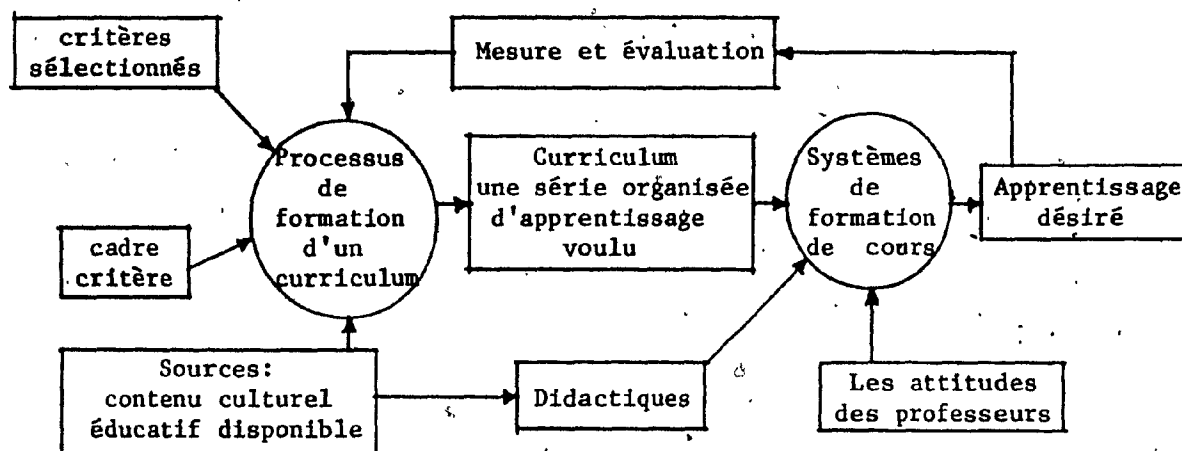 critères
sélectionnés
Mesure et évaluation
Processus
de
formation
d'un
curriculum
Curriculum
une série organisée
d'apprentissage
voulu
Systèmes
de
formation
de cours
Apprentissage
désiré
cadre
critère
Sources:
contenu culturel
éducatif disponible
Didactiques
Les attitudes
des professeurs